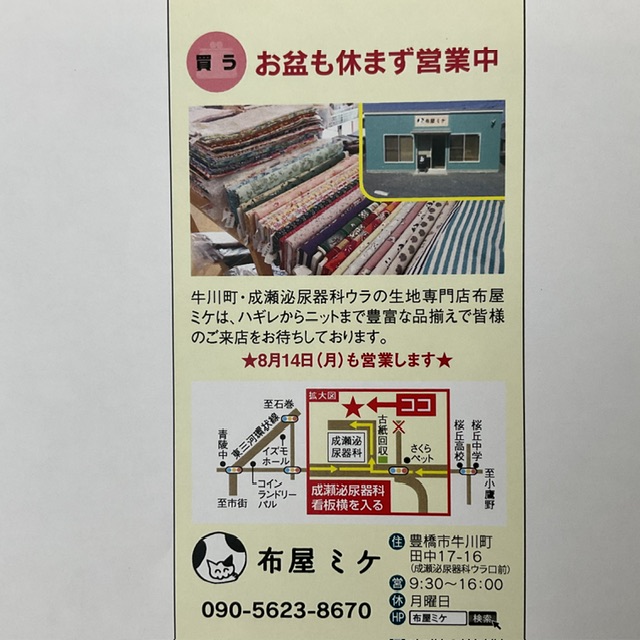 買う
お盆も休まず営業中
布屋ミケ
牛川町・成瀬泌尿器科ウラの生地専門店布屋
ミケは、ハギレからニットまで豊富な品揃えで皆様
のご来店をお待ちしております。
★8月14日(月)も営業します★
至石巻
東三河環状線
青陵中
イズモ
ホール
コイン
ランドリー
パル
至市街
拡大図
★←ココ
成瀬泌
尿器科
古紙回収
さくら
ペット
成瀬泌尿器科
看板横を入る
桜丘高校
桜丘中学
至小鷹野
布屋ミケ
090-5623-8670
住 豊橋市牛川町
田中17-16
(成瀬泌尿器科ウラ口前)
営 9:30〜16:00
休 月曜日
HP 布屋ミケ 検索